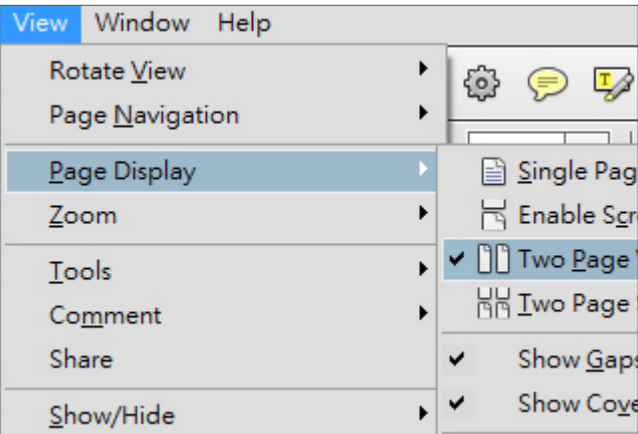 View Window Help
Rotate View
Page Navigation
Page Display
Zoom
Tools
Comment
Share
Show/Hide
Single Pag
Enable Scr
Two Page
Two Page
Show Gaps
Show Cove